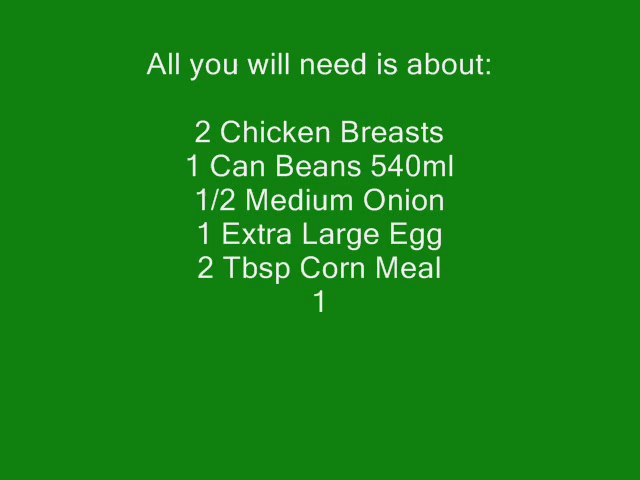 All you will need is about:
2 Chicken Breasts
1 Can Beans 540ml
1/2 Medium Onion
1 Extra Large Egg
2 Tbsp Corn Meal
1